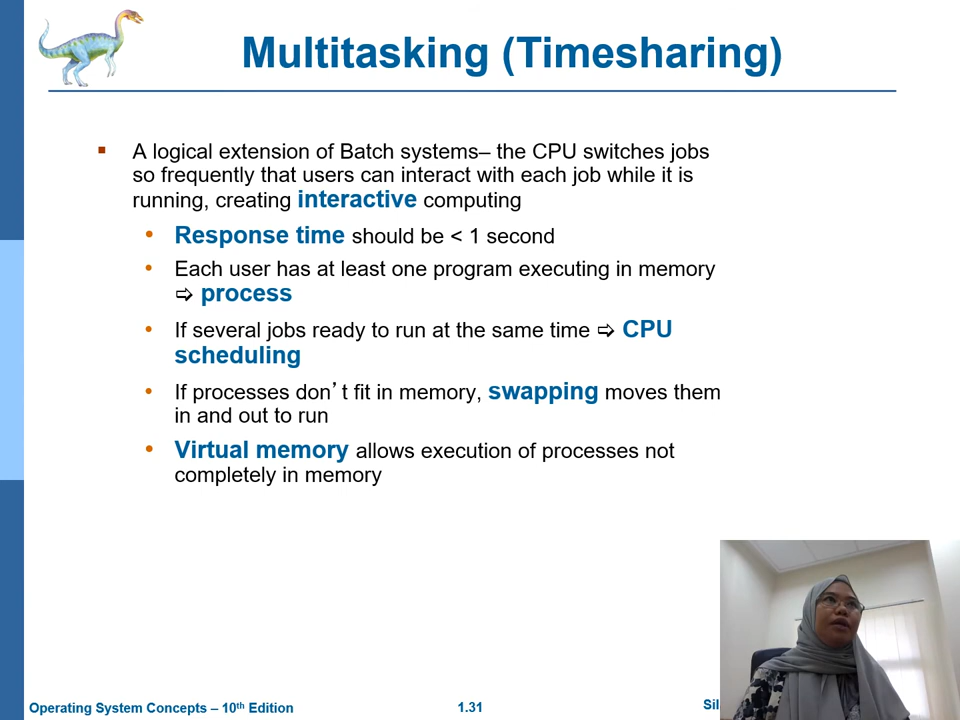 Multitasking (Timesharing)
A logical extension of Batch systems– the CPU switches jobs
so frequently that users can interact with each job while it is
running, creating interactive computing
Response time should be < 1 second
Each user has at least one program executing in memory
⇨ process
If several jobs ready to run at the same time ⇨ CPU
scheduling
If processes don’t fit in memory, swapping moves them
in and out to run
Virtual memory allows execution of processes not
completely in memory
Operating System Concepts – 10th Edition
1.31